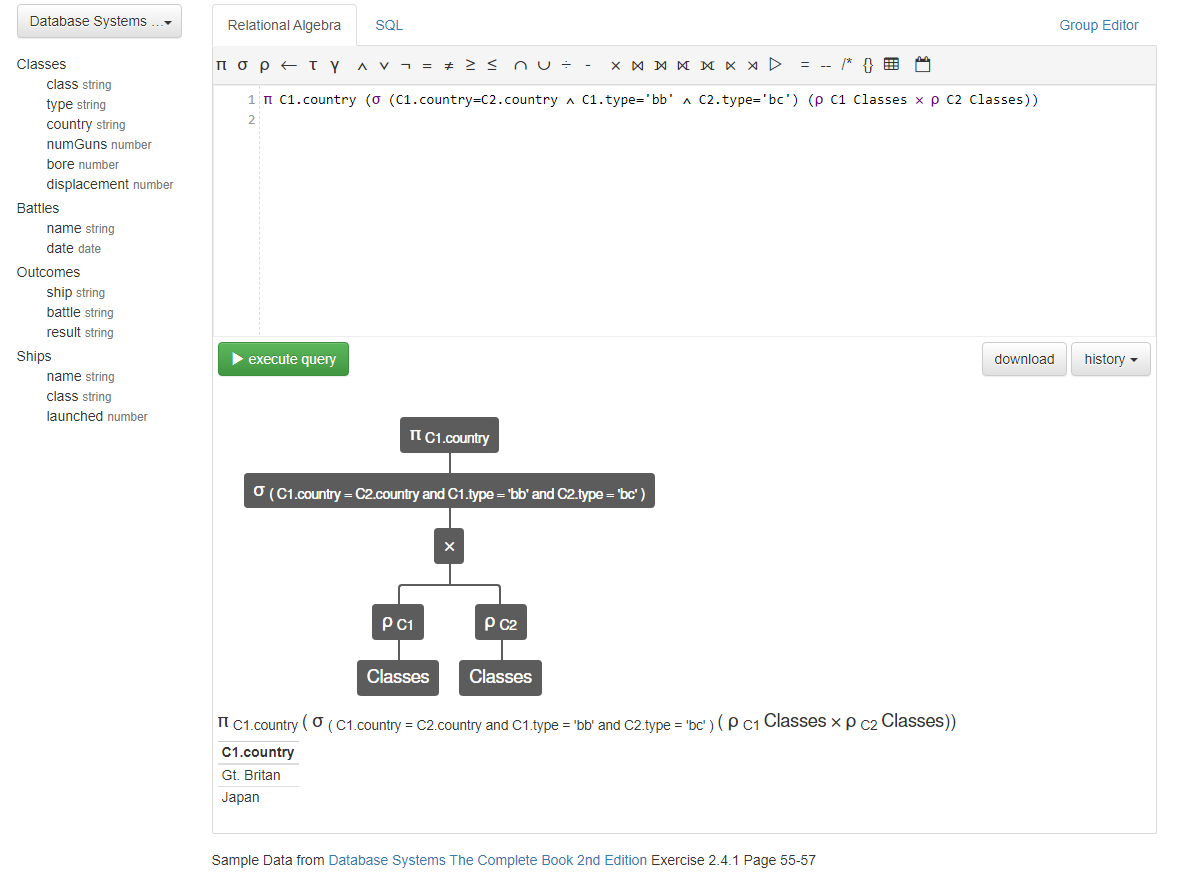 Database Systems ...
Relational Algebra
SQL
Group Editor
π σ ρ ← τ γ ∧ ∨ ¬ = ≠ ≥ ≤ ∩ ∪ ÷ - × ⋈ ⟕ ⟖ ⟗ ⋉ ⋊ ▷ = -- /* {}
Classes
class string
type string
country string
numGuns number
bore number
displacement number
Battles
name string
date date
Outcomes
ship string
battle string
result string
Ships
name string
class string
launched number
1 π C1.country (σ (C1.country=C2.country ∧ C1.type='bb' ∧ C2.type='bc') (ρ C1 Classes × ρ C2 Classes))
2
execute query
download
history
π C1.country
σ ( C1.country = C2.country and C1.type = 'bb' and C2.type = 'bc' )
×
ρ C1
ρ C2
Classes
Classes
π C1.country ( σ ( C1.country = C2.country and C1.type = 'bb' and C2.type = 'bc' ) ( ρ C1 Classes × ρ C2 Classes))
C1.country
Gt. Britan
Japan
Sample Data from Database Systems The Complete Book 2nd Edition Exercise 2.4.1 Page 55-57